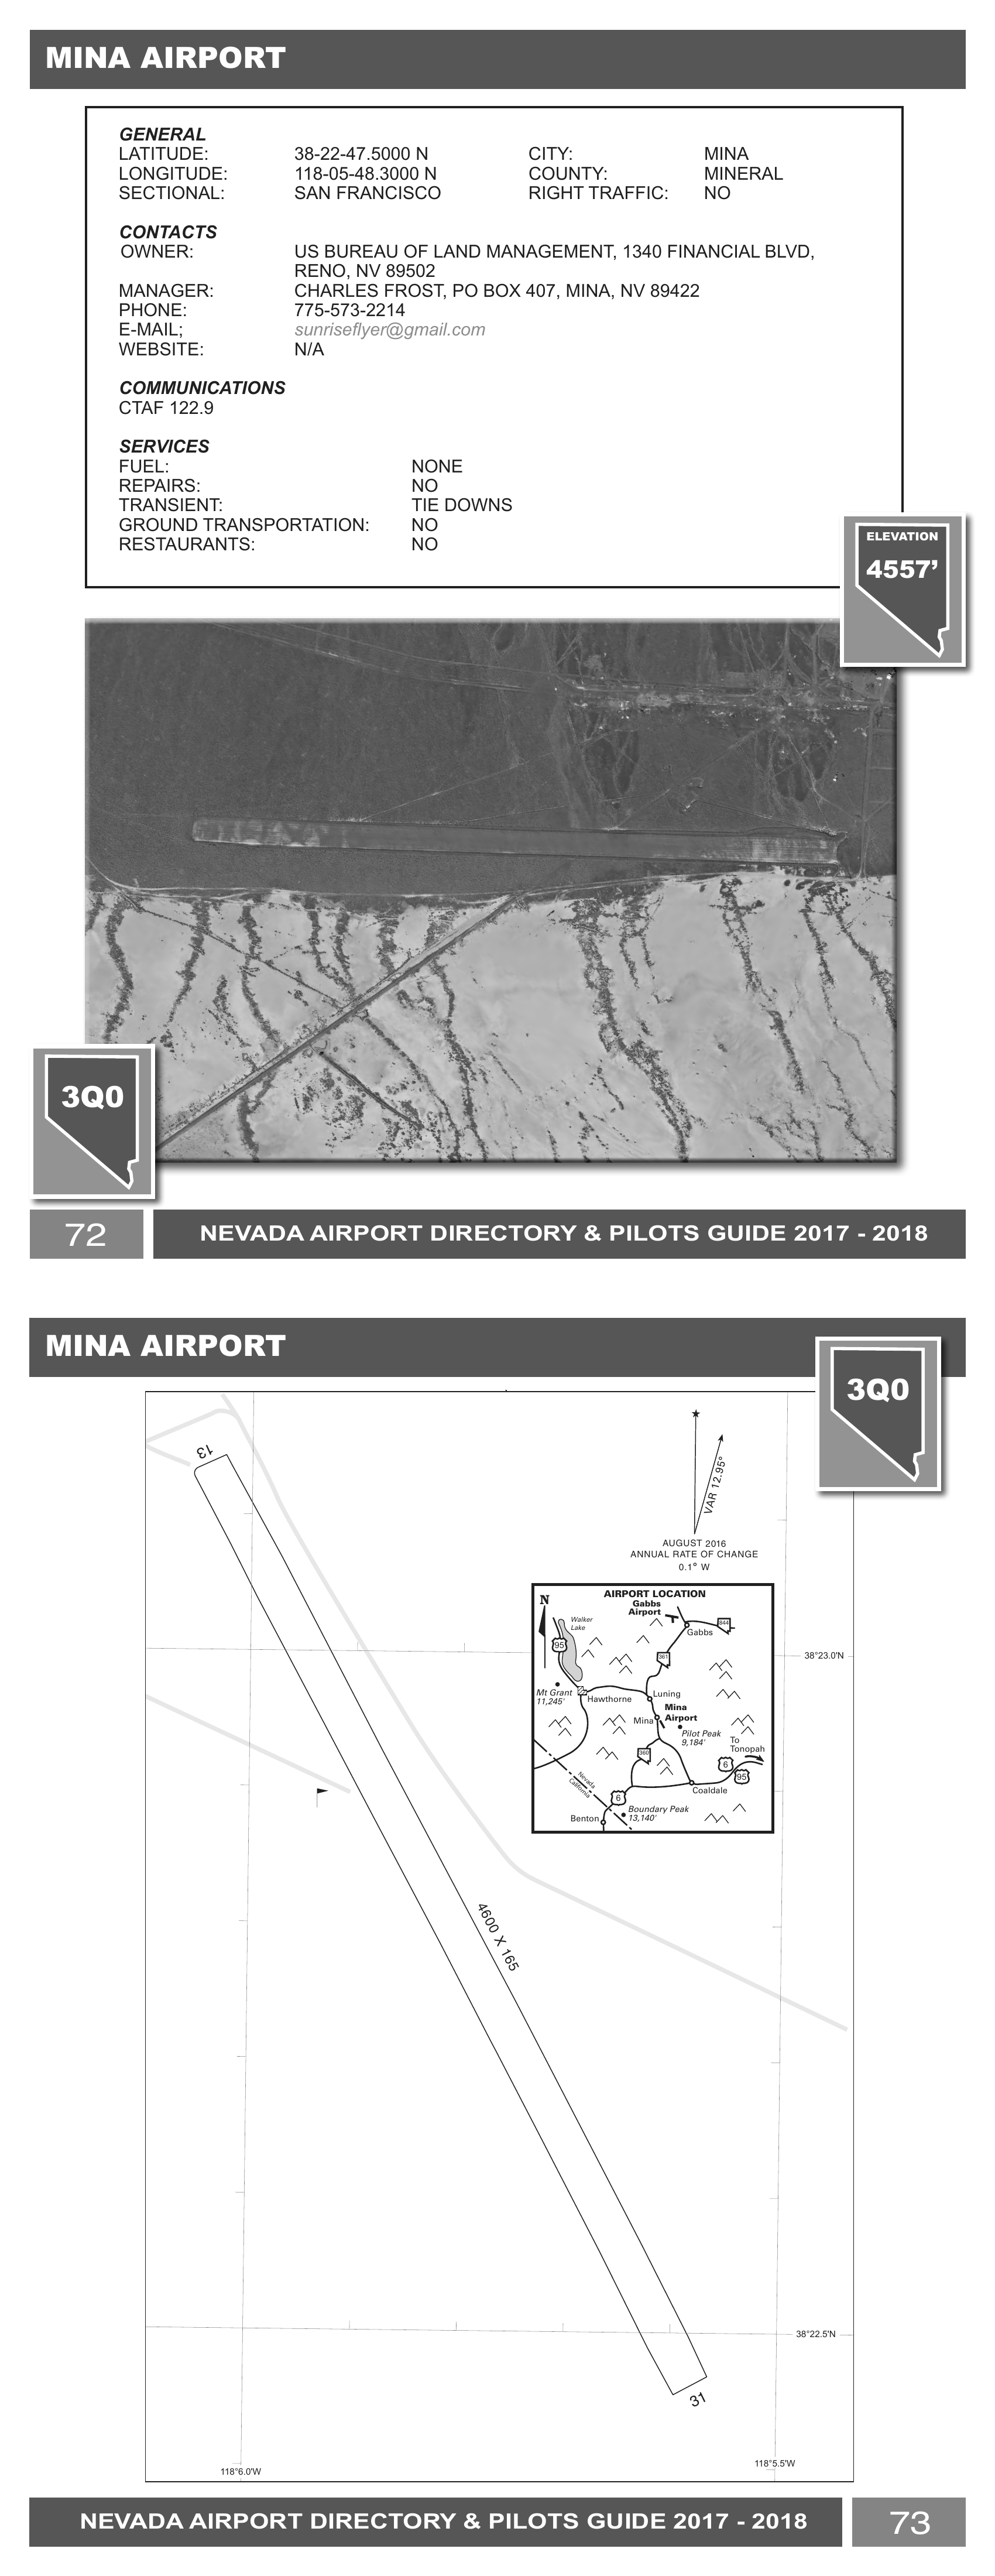 MINA AIRPORT
GENERAL
LATITUDE: 38-22-47.5000 N CITY: MINA
LONGITUDE: 118-05-48.3000 N COUNTY: MINERAL
SECTIONAL: SAN FRANCISCO RIGHT TRAFFIC: NO
CONTACTS
OWNER: US BUREAU OF LAND MANAGEMENT, 1340 FINANCIAL BLVD,
RENO, NV 89502
MANAGER: CHARLES FROST, PO BOX 407, MINA, NV 89422
PHONE: 775-573-2214
E-MAIL; sunriseflyer@gmail.com
WEBSITE: N/A
COMMUNICATIONS
CTAF 122.9
SERVICES
FUEL: NONE
REPAIRS: NO
TRANSIENT: TIE DOWNS
GROUND TRANSPORTATION: NO
RESTAURANTS: NO
ELEVATION
4557’
3Q0
72
NEVADA AIRPORT DIRECTORY & PILOTS GUIDE 2017 - 2018
MINA AIRPORT
3Q0
13
VAR 12.95°
AUGUST 2016
ANNUAL RATE OF CHANGE
0.1° W
AIRPORT LOCATION
N
Gabbs
Airport
Walker
Lake
844
Gabbs
95
361
Mt Grant
11,245'
Hawthorne
Luning
Mina
Airport
Mina
Pilot Peak
9,184'
To
Tonopah
360
6
95
Nevada
California
Coaldale
6
Boundary Peak
13,140'
Benton
38°23.0'N
4600 X 165
38°22.5'N
31
118°6.0'W
118°5.5'W
NEVADA AIRPORT DIRECTORY & PILOTS GUIDE 2017 - 2018
73